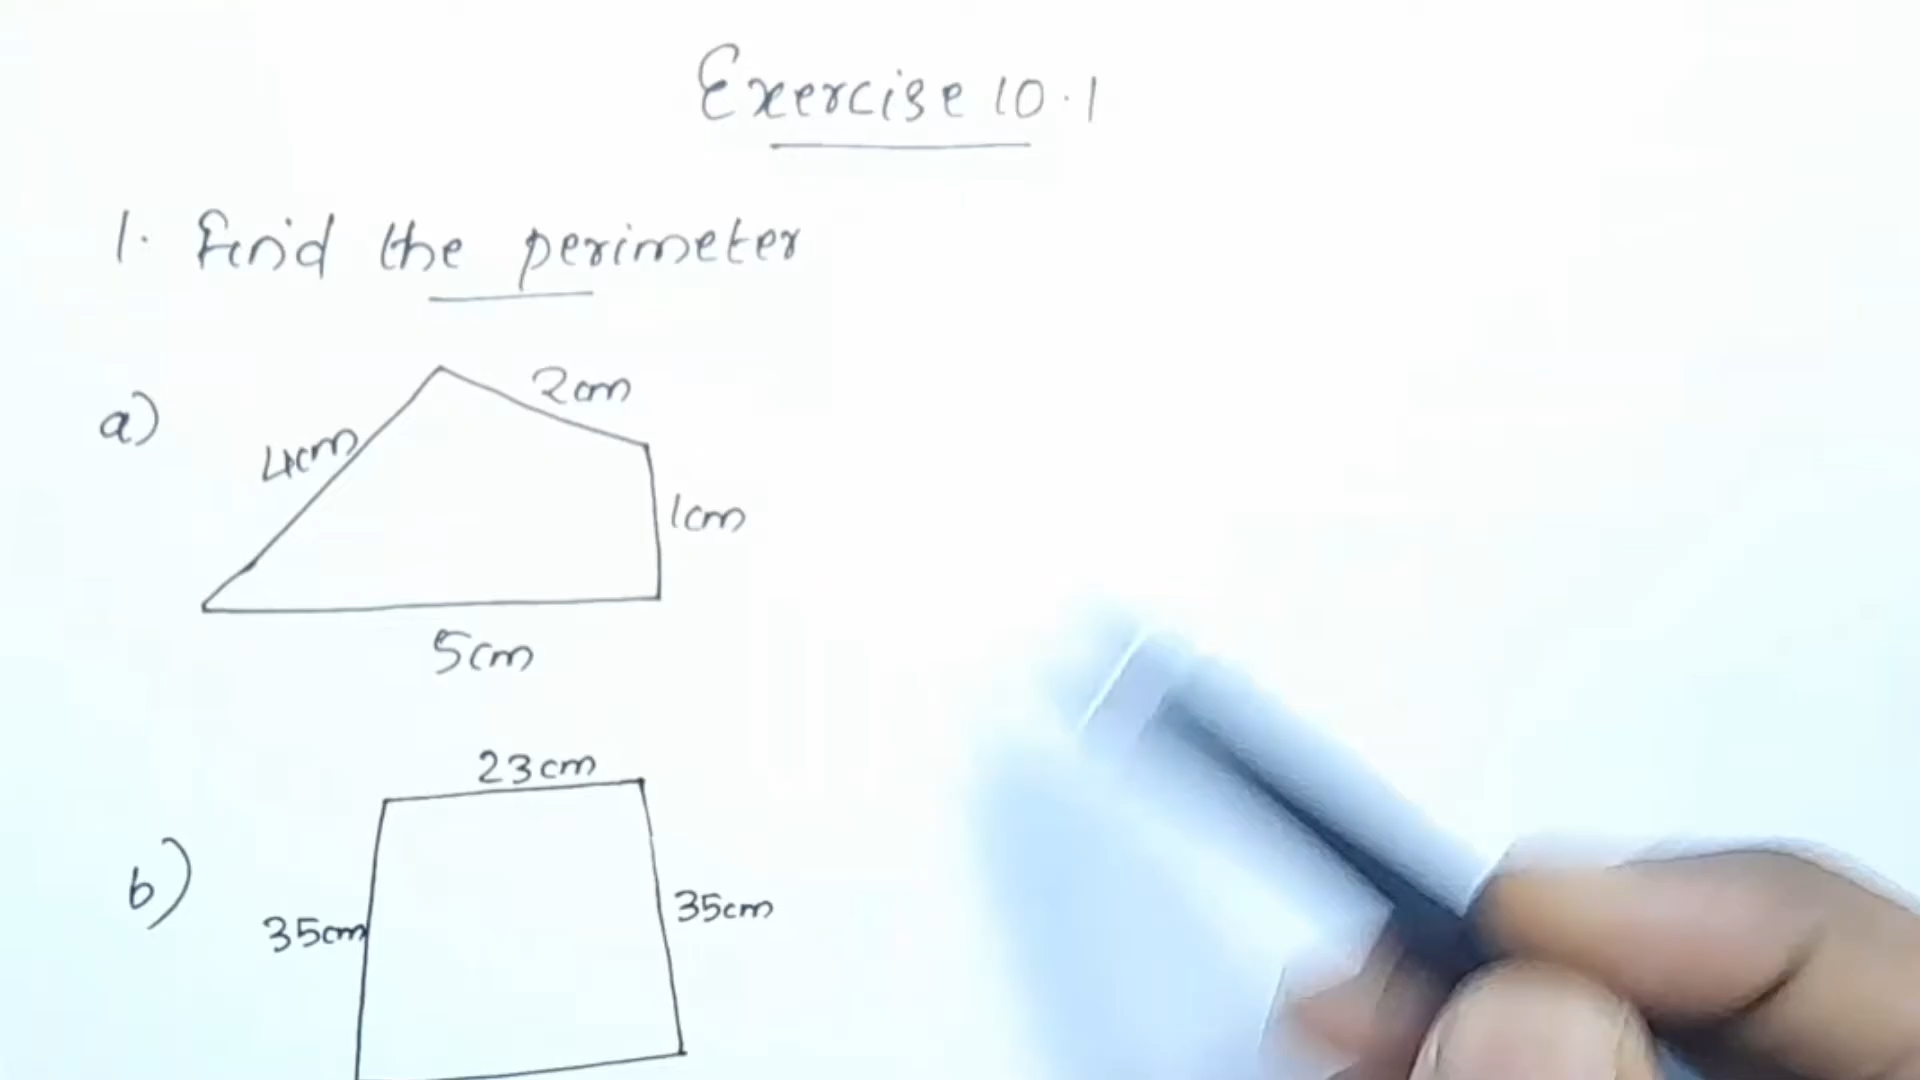 Exercise 10.1
1. Find the perimeter
a)
2cm
4cm
1cm
5cm
23cm
b)
35cm
35cm